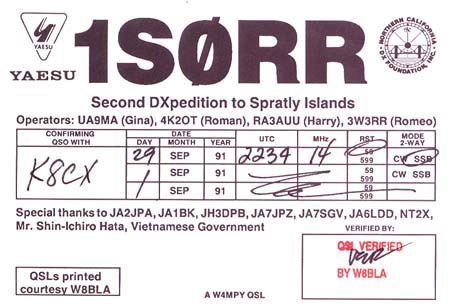 YAESU
1SØRR
NORTHERN CALIFORNIA
DX FOUNDATION, INC.
YAESU
Second DXpedition to Spratly Islands
Operators: UA9MA (Gina), 4K2OT (Roman), RA3AUU (Harry), 3W3RR (Romeo)
CONFIRMING QSO WITH DATE UTC MHz RST MODE 2-WAY
DAY MONTH YEAR
K8CX 29 SEP 91 2234 14 59 599 CW SSB
1 SEP 91 59 599 CW SSB
Special thanks to JA2JPA, JA1BK, JH3DPB, JA7JPZ, JA7SGV, JA6LDD, NT2X,
Mr. Shin-Ichiro Hata, Vietnamese Government
VERIFIED BY:
QSL VERIFIED
BY W8BLA
QSLs printed
courtesy W8BLA
A W4MPY QSL